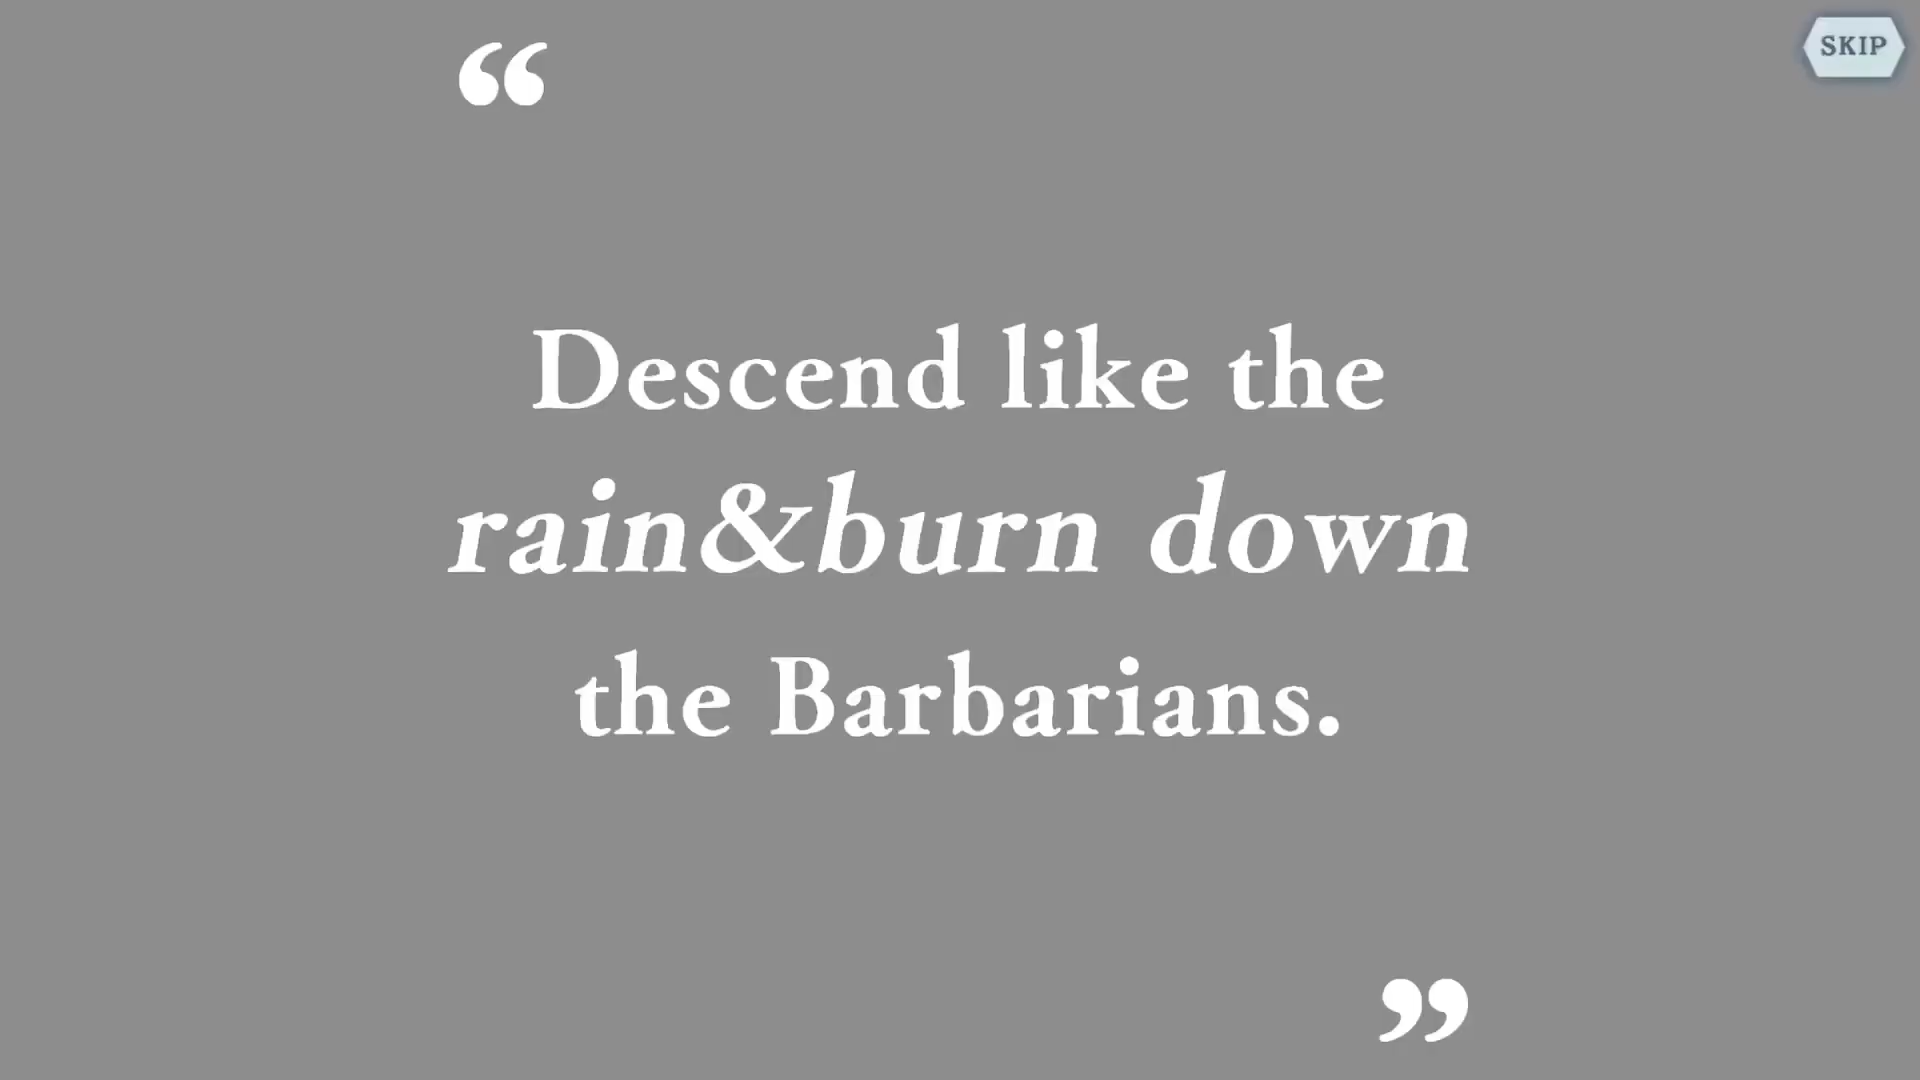 SKIP
“
Descend like the
rain&burn down
the Barbarians.
”